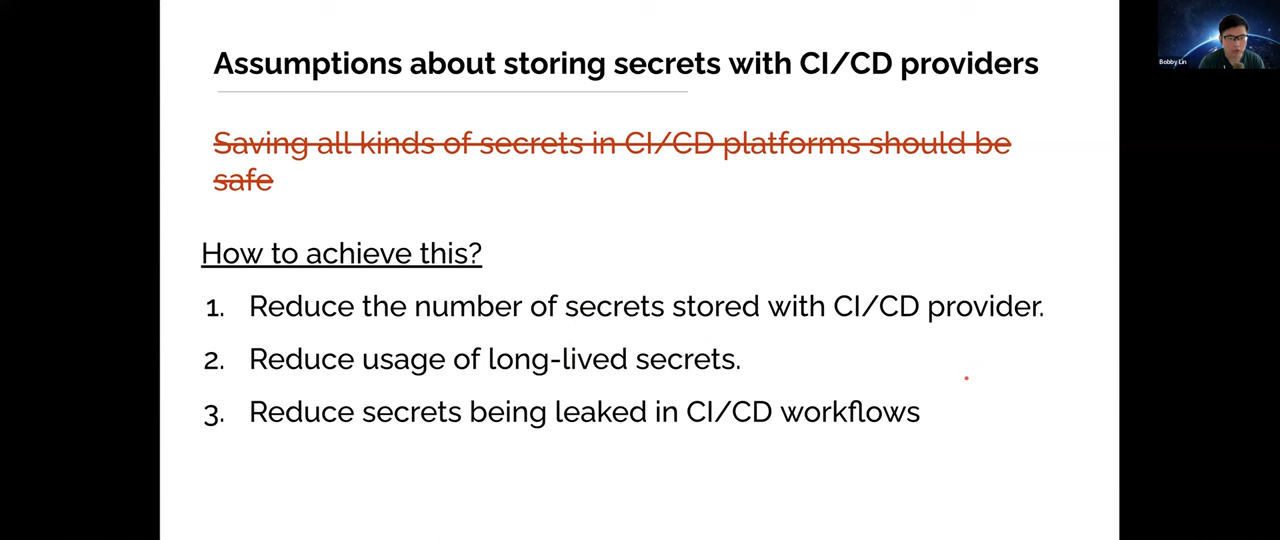 Assumptions about storing secrets with CI/CD providers
Saving all kinds of secrets in CI/CD platforms should be
safe
How to achieve this?
1. Reduce the number of secrets stored with CI/CD provider.
2. Reduce usage of long-lived secrets.
3. Reduce secrets being leaked in CI/CD workflows
Bobby Lin